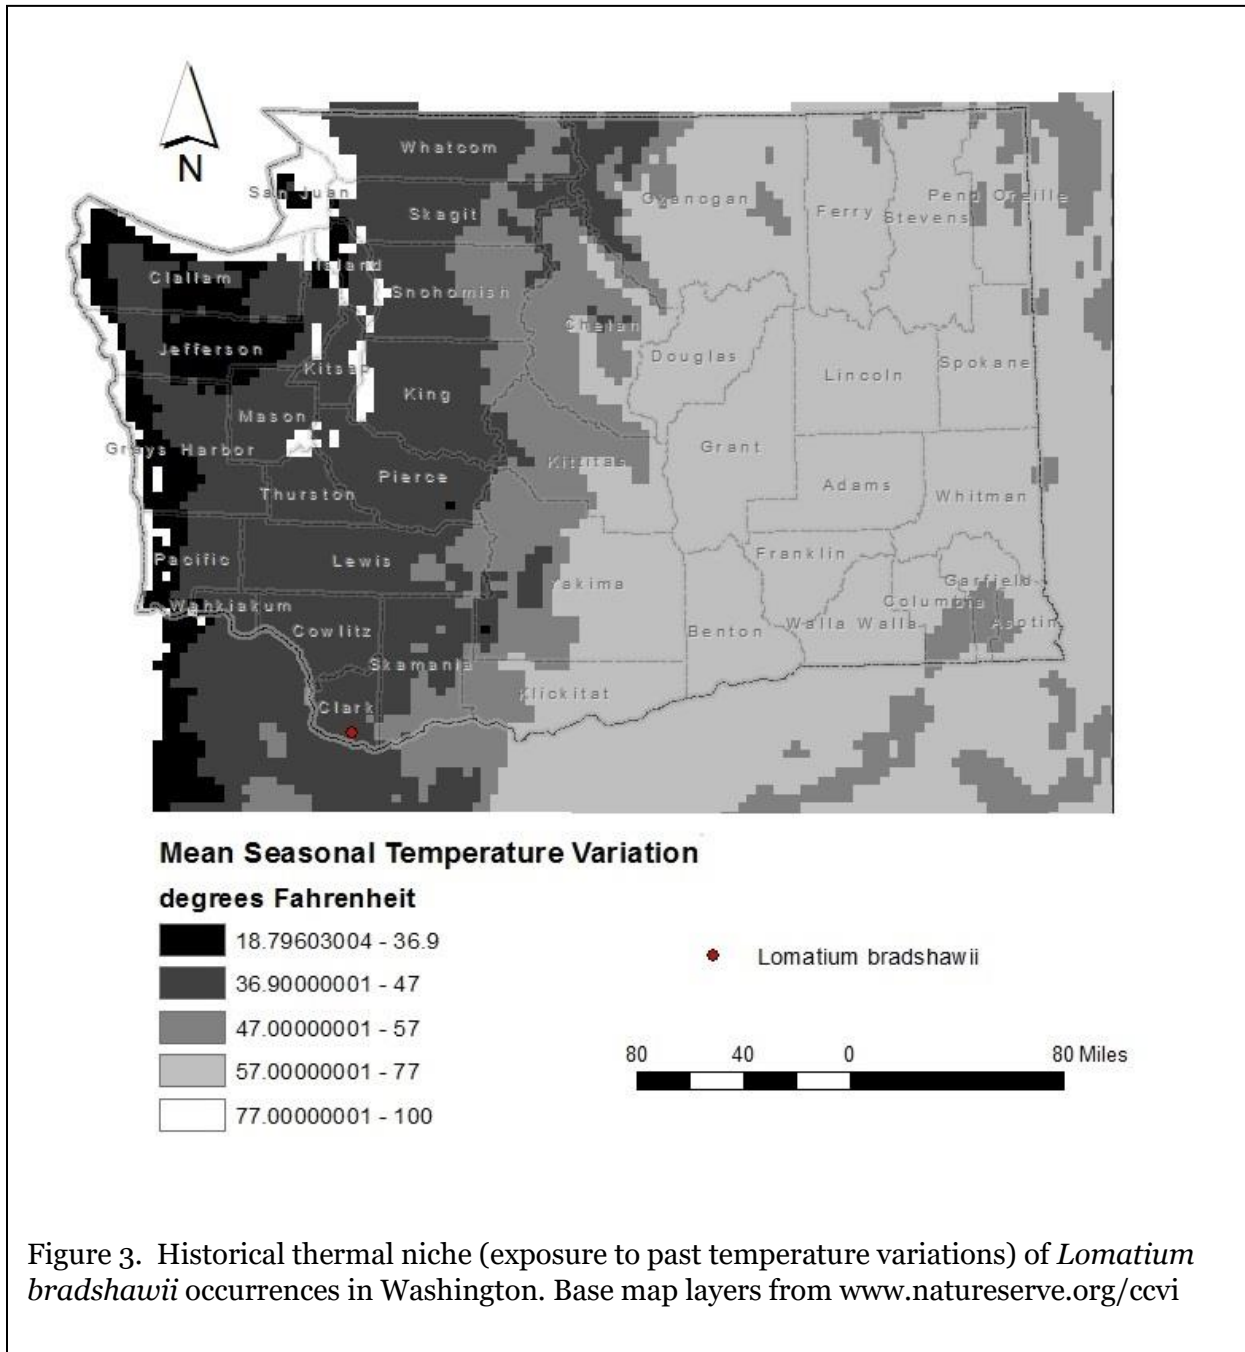 N
Whatcom
San Juan
Skagit
Okanogan
Ferry
Stevens
Pend Oreille
Clallam
Island
Snohomish
Chelan
Jefferson
Kitsap
Douglas
Lincoln
Spokane
King
Mason
Grays Harbor
Kittitas
Grant
Pierce
Thurston
Adams
Whitman
Pacific
Lewis
Yakima
Franklin
Garfield
Columbia
Wahkiakum
Cowlitz
Benton
Walla Walla
Asotin
Skamania
Klickitat
Clark
Mean Seasonal Temperature Variation
degrees Fahrenheit
18.79603004 - 36.9
36.90000001 - 47
47.00000001 - 57
57.00000001 - 77
77.00000001 - 100
Lomatium bradshawii
80 40 0 80 Miles
Figure 3. Historical thermal niche (exposure to past temperature variations) of Lomatium
bradshawii occurrences in Washington. Base map layers from www.natureserve.org/ccvi